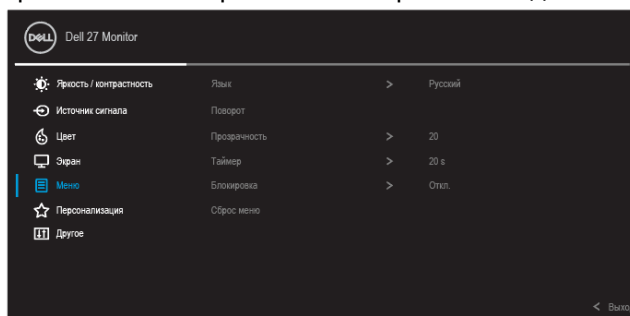 DELL Dell 27 Monitor
Яркость / контрастность Язык > Русский
Источник сигнала Поворот
Цвет Прозрачность > 20
Экран Таймер > 20 s
Меню Блокировка > Откл.
Персонализация Сброс меню
Другое